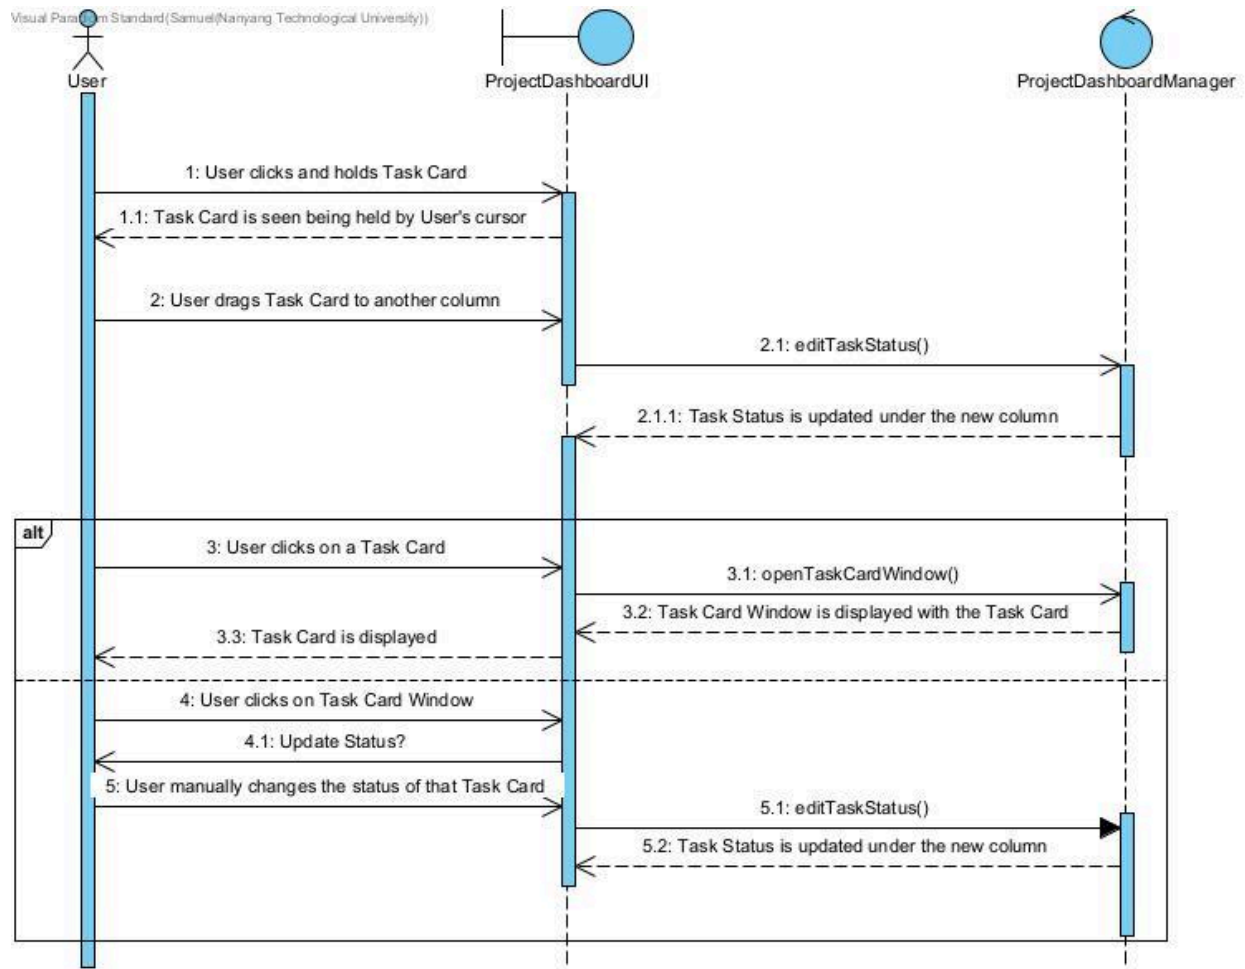 Visual Paradigm Standard(Samuel(Nanyang Technological University))
User
ProjectDashboardUI
ProjectDashboardManager
1: User clicks and holds Task Card
1.1: Task Card is seen being held by User's cursor
2: User drags Task Card to another column
2.1: editTaskStatus()
2.1.1: Task Status is updated under the new column
alt
3: User clicks on a Task Card
3.1: openTaskCardWindow()
3.2: Task Card Window is displayed with the Task Card
3.3: Task Card is displayed
4: User clicks on Task Card Window
4.1: Update Status?
5: User manually changes the status of that Task Card
5.1: editTaskStatus()
5.2: Task Status is updated under the new column